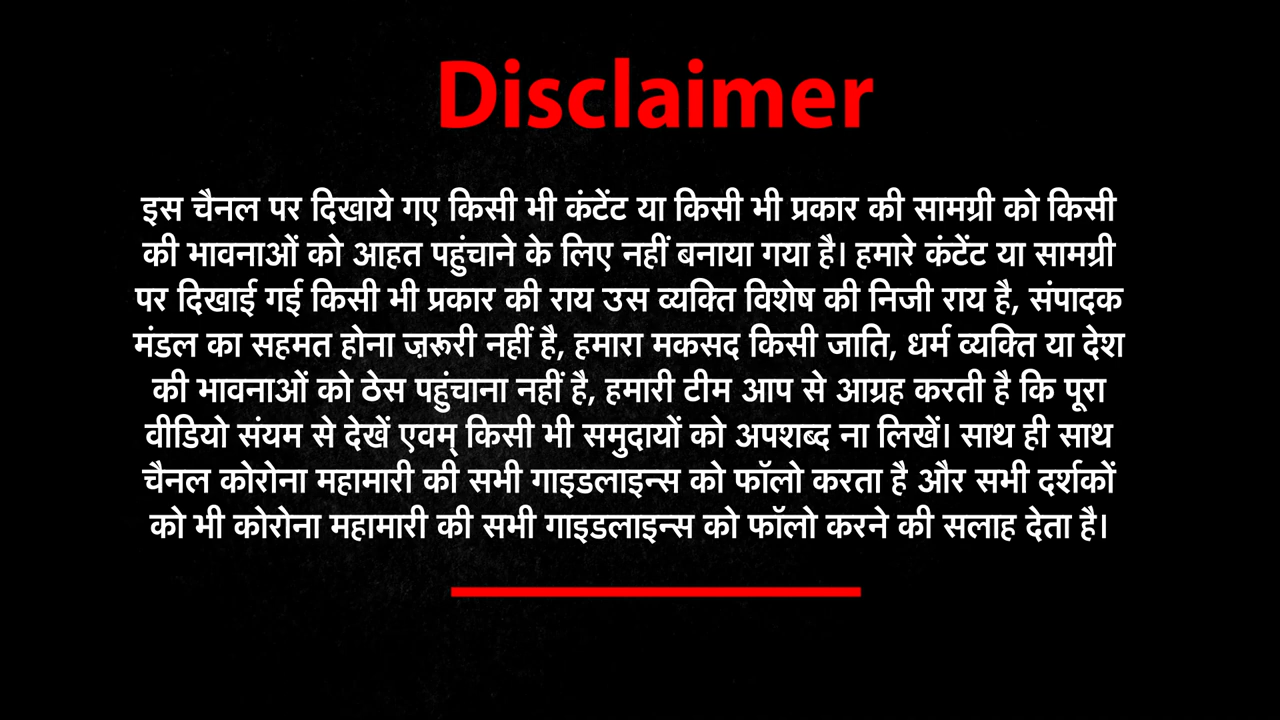 Disclaimer
इस चैनल पर दिखाये गए किसी भी कंटेंट या किसी भी प्रकार की सामग्री को किसी
की भावनाओं को आहत पहुंचाने के लिए नहीं बनाया गया है। हमारे कंटेंट या सामग्री
पर दिखाई गई किसी भी प्रकार की राय उस व्यक्ति विशेष की निजी राय है, संपादक
मंडल का सहमत होना ज़रूरी नहीं है, हमारा मकसद किसी जाति, धर्म व्यक्ति या देश
की भावनाओं को ठेस पहुंचाना नहीं है, हमारी टीम आप से आग्रह करती है कि पूरा
वीडियो संयम से देखें एवम् किसी भी समुदायों को अपशब्द ना लिखें। साथ ही साथ
चैनल कोरोना महामारी की सभी गाइडलाइन्स को फॉलो करता है और सभी दर्शकों
को भी कोरोना महामारी की सभी गाइडलाइन्स को फॉलो करने की सलाह देता है।